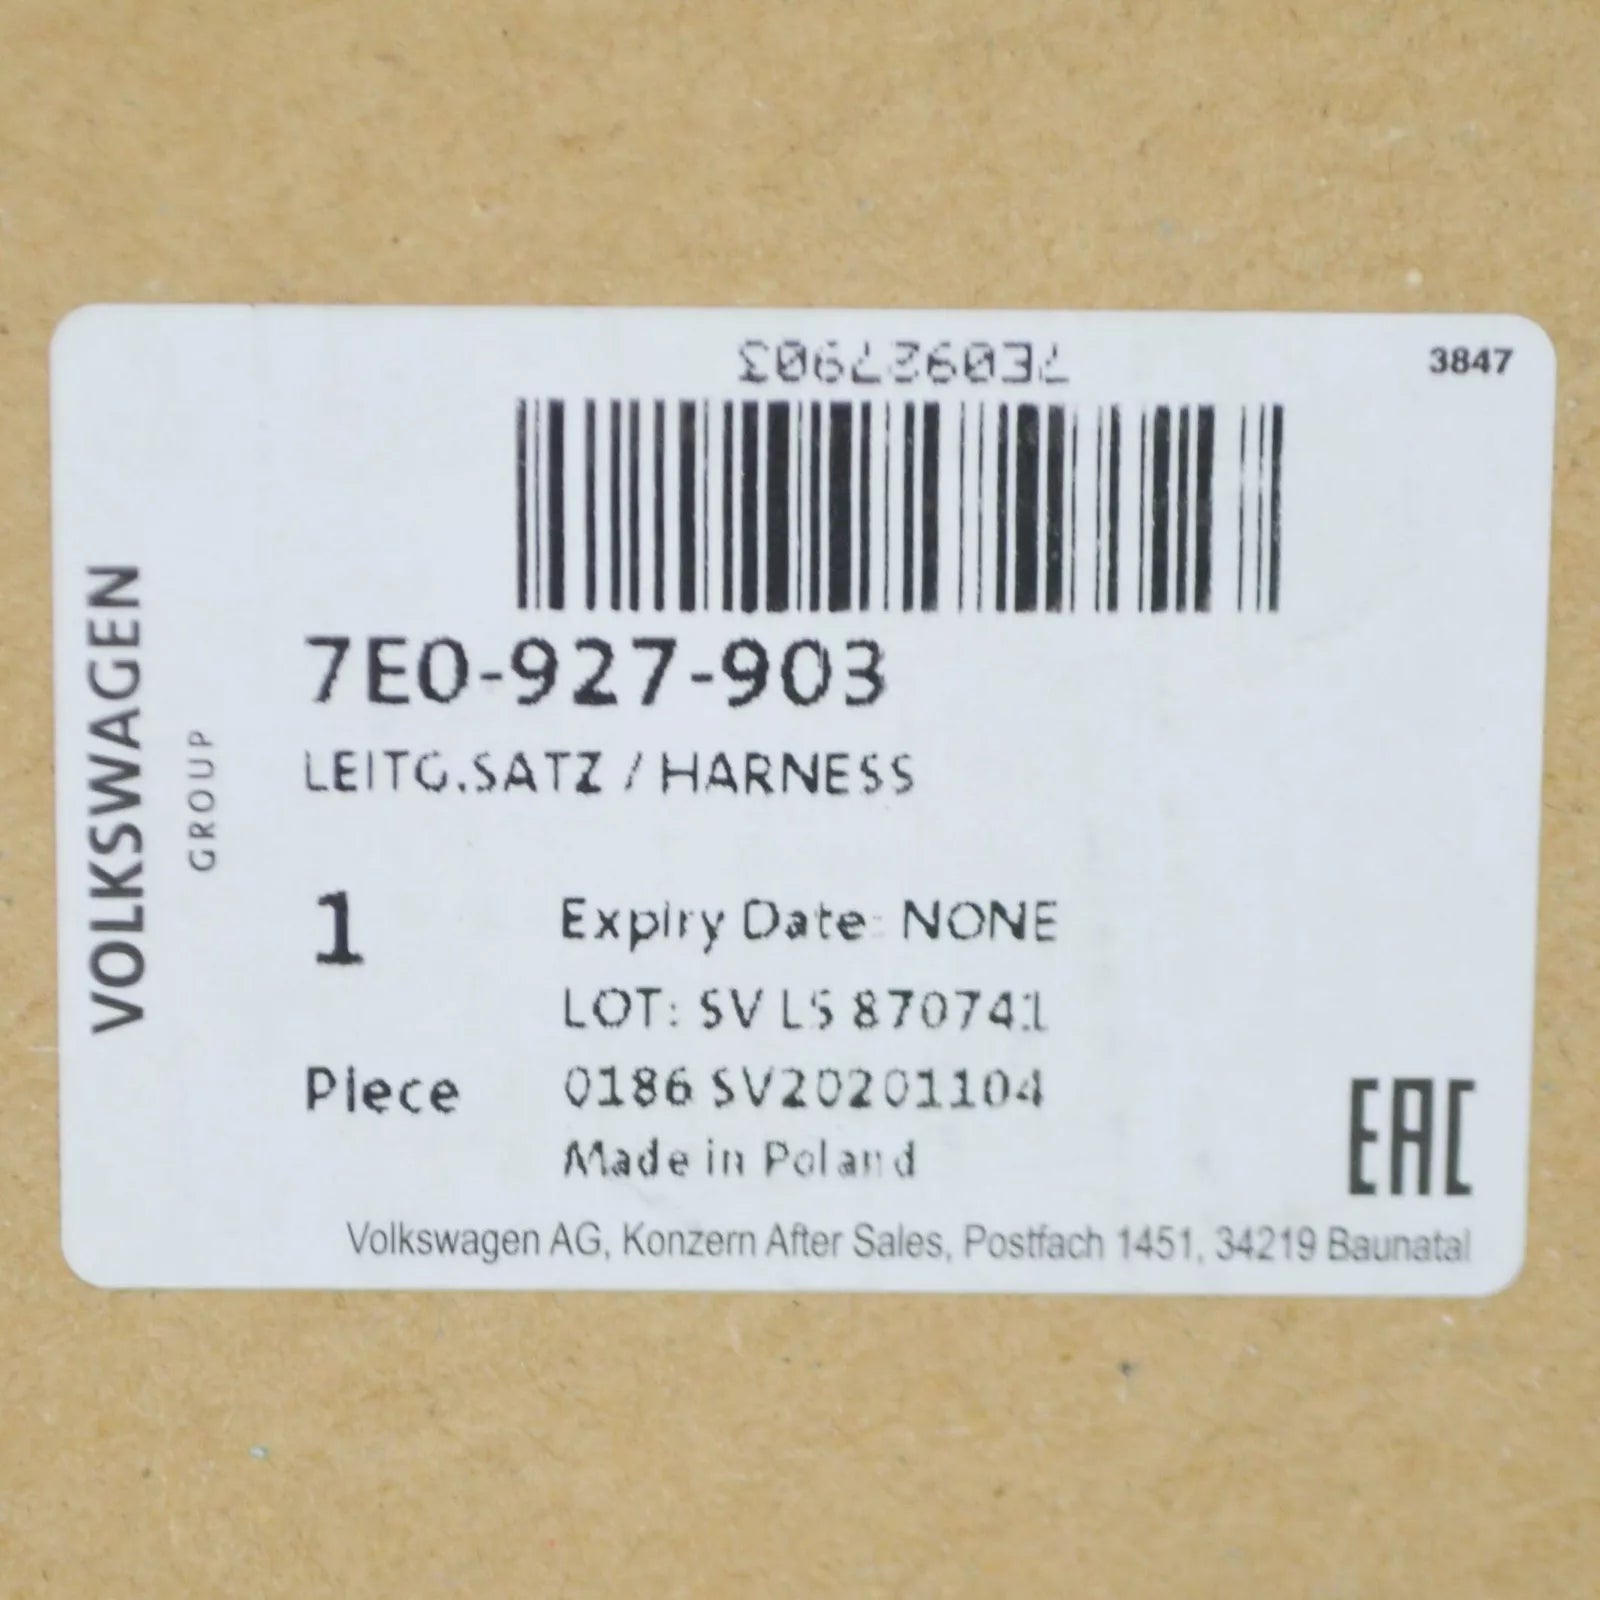 7E0927903
3847
VOLKSWAGEN
GROUP
7E0-927-903
LEITG.SATZ / HARNESS
1
Expiry Date: NONE
LOT: SV LS 870741
Piece
0186 SV20201104
Made in Poland
EAC
Volkswagen AG, Konzern After Sales, Postfach 1451, 34219 Baunatal